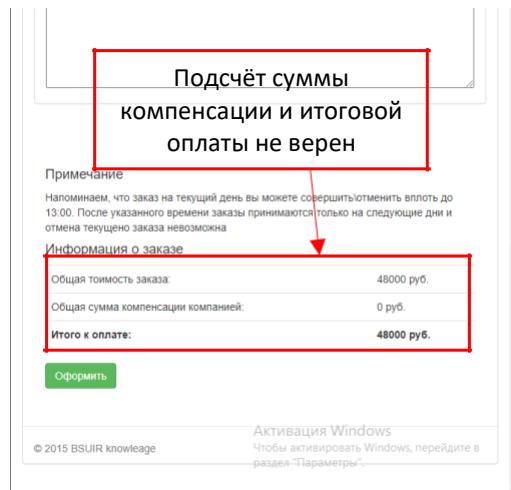 Подсчёт суммы
компенсации и итоговой
оплаты не верен
Примечание
Напоминаем, что заказ на текущий день вы можете совершить\отменить вплоть до
13:00. После указанного времени заказы принимаются только на следующие дни и
отмена текущено заказа невозможна
Информация о заказе
Общая тоимость заказа: 48000 руб.
Общая сумма компенсации компанией: 0 руб.
Итого к оплате: 48000 руб.
Оформить
Активация Windows
© 2015 BSUIR knowleage
Чтобы активировать Windows, перейдите в
раздел "Параметры".